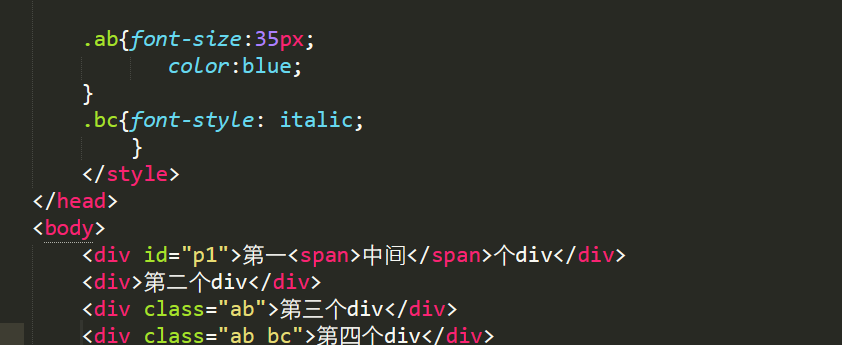 .ab{font-size:35px;
color:blue;
}
.bc{font-style: italic;
}
</style>
</head>
<body>
<div id="p1">第一<span>中间</span>个div</div>
<div>第二个div</div>
<div class="ab">第三个div</div>
<div class="ab bc">第四个div</div>